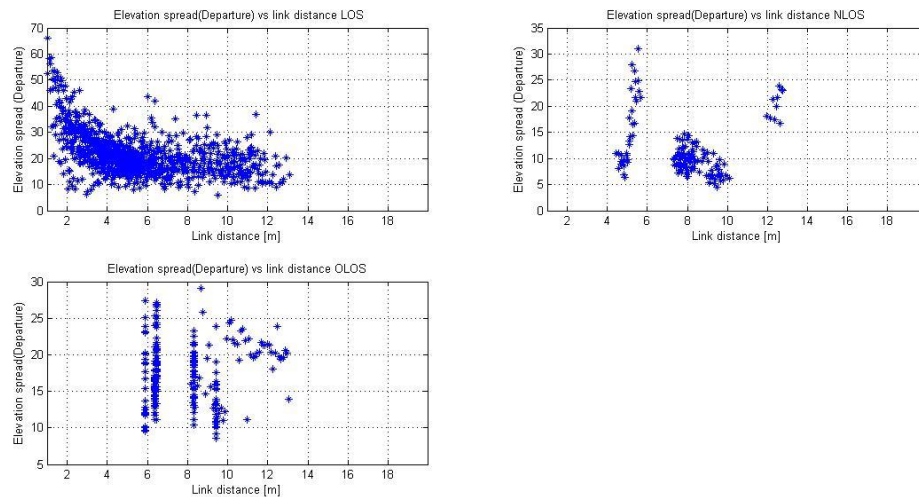 Elevation spread(Departure) vs link distance LOS
Elevation spread (Departure)
70
60
50
40
30
20
10
0
2 4 6 8 10 12 14 16 18
Link distance [m]
Elevation spread(Departure) vs link distance NLOS
Elevation spread (Departure)
35
30
25
20
15
10
5
0
2 4 6 8 10 12 14 16 18
Link distance [m]
Elevation spread(Departure) vs link distance OLOS
Elevation spread(Departure)
30
25
20
15
10
5
2 4 6 8 10 12 14 16 18
Link distance [m]